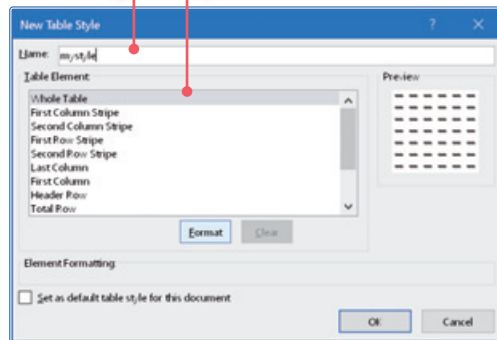 New Table Style
?
Name: mystyle
Table Element
Preview
Whole Table
First Column Stripe
Second Column Stripe
First Row Stripe
Second Row Stripe
Last Column
First Column
Header Row
Total Row
Format
Clear
Element Formatting:
Set as default table style for this document
OK
Cancel